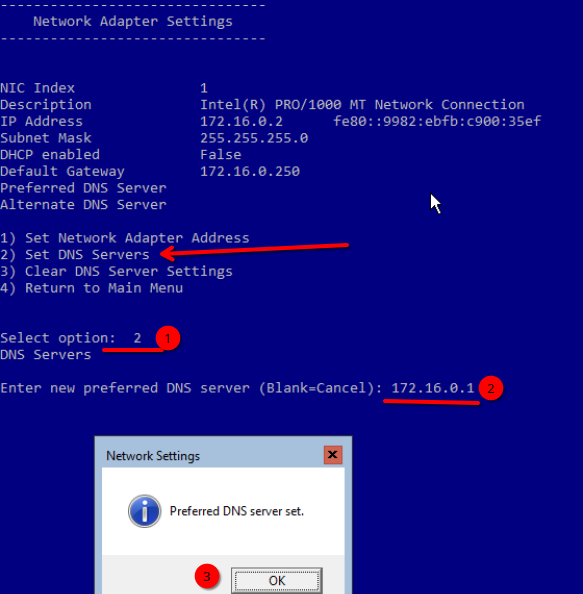 --------------------------------
Network Adapter Settings
--------------------------------
NIC Index 1
Description Intel(R) PRO/1000 MT Network Connection
IP Address 172.16.0.2 fe80::9982:ebfb:c900:35ef
Subnet Mask 255.255.255.0
DHCP enabled False
Default Gateway 172.16.0.250
Preferred DNS Server
Alternate DNS Server
1) Set Network Adapter Address
2) Set DNS Servers
3) Clear DNS Server Settings
4) Return to Main Menu
Select option: 2 1
DNS Servers
Enter new preferred DNS server (Blank=Cancel): 172.16.0.1 2
Network Settings
Preferred DNS server set.
3 OK